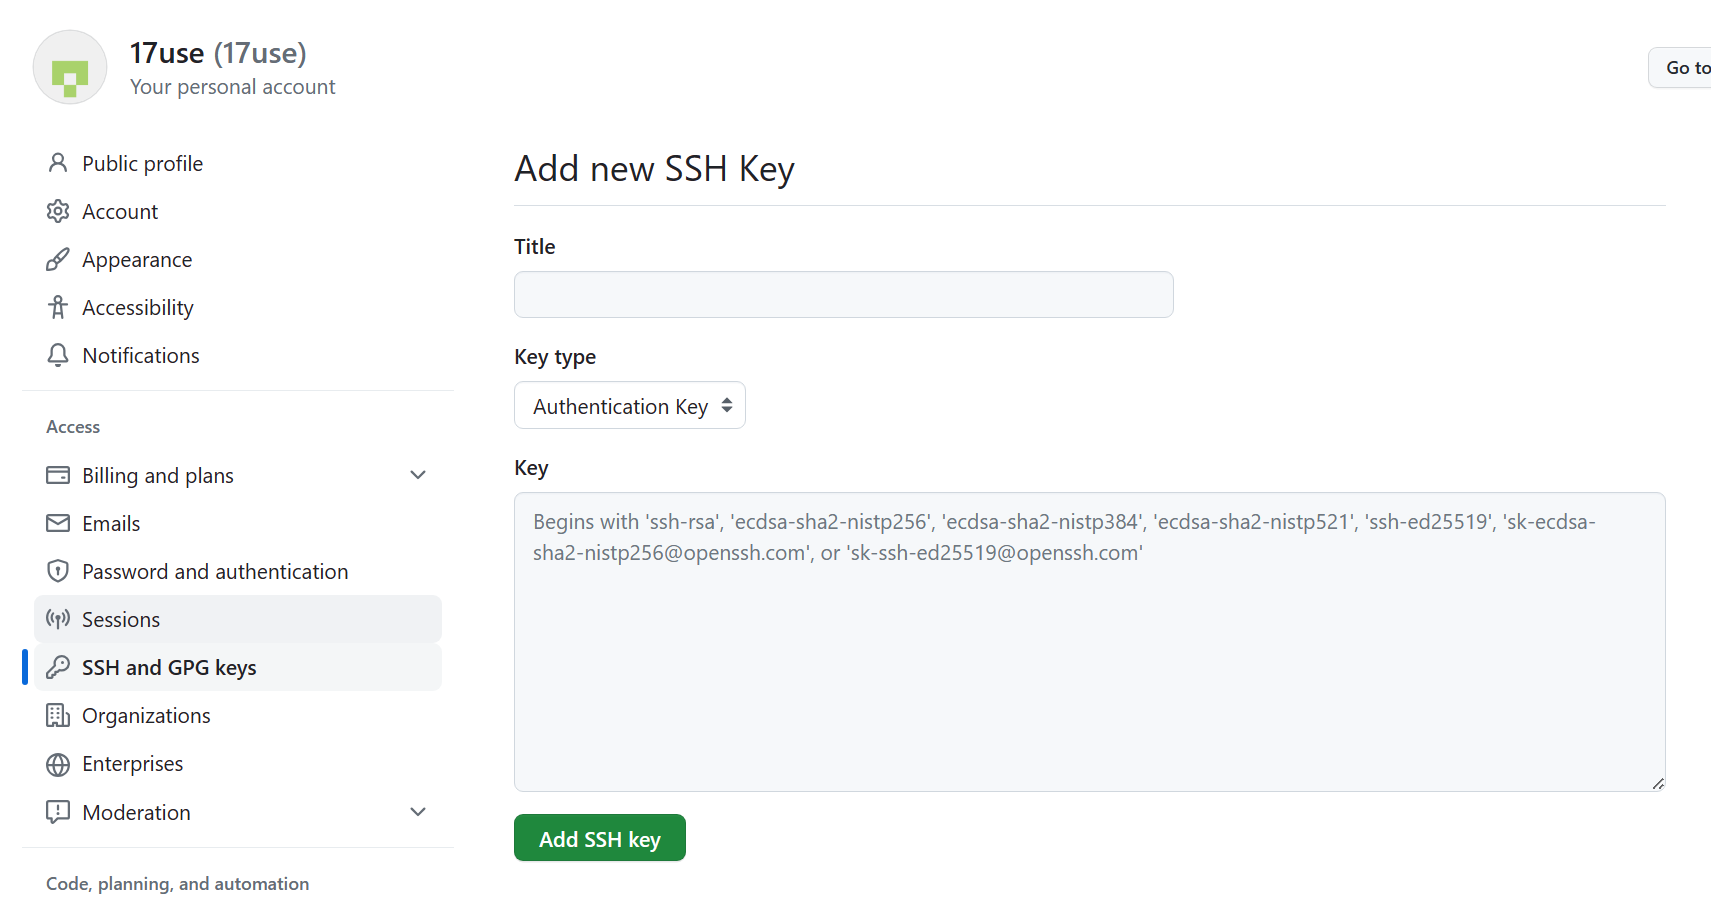 17use (17use)
Your personal account
Go to
Public profile
Account
Appearance
Accessibility
Notifications
Access
Billing and plans
Emails
Password and authentication
Sessions
SSH and GPG keys
Organizations
Enterprises
Moderation
Code, planning, and automation
Add new SSH Key
Title
Key type
Authentication Key
Key
Begins with 'ssh-rsa', 'ecdsa-sha2-nistp256', 'ecdsa-sha2-nistp384', 'ecdsa-sha2-nistp521', 'ssh-ed25519', 'sk-ecdsa-
sha2-nistp256@openssh.com', or 'sk-ssh-ed25519@openssh.com'
Add SSH key